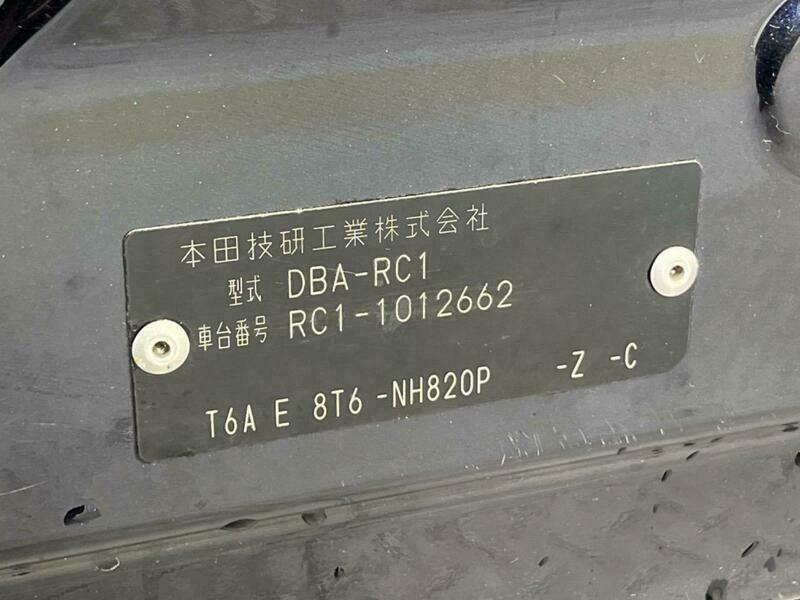 本田技研工業株式会社
型式 DBA-RC1
車台番号 RC1-1012662
T6A E 8T6 -NH820P -Z -C